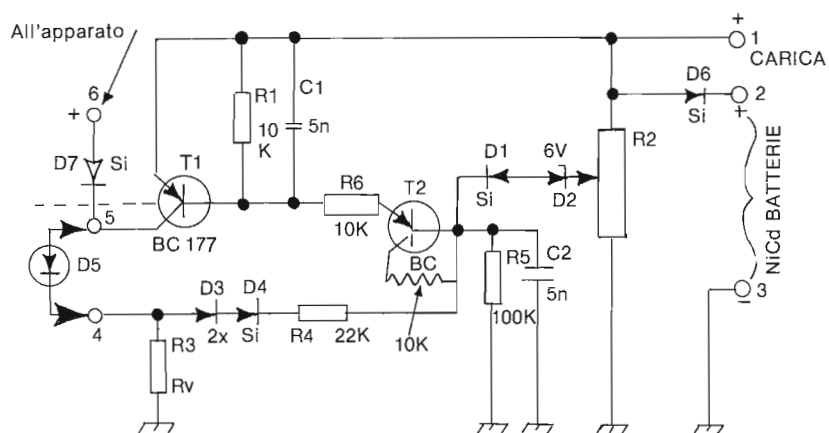 All'apparato
6
+
D7
Si
5
D5
4
R3
Rv
T1
BC 177
R1
10
K
C1
5n
R6
10K
T2
BC
10K
D3
2x
D4
Si
R4
22K
D1
Si
6V
D2
R5
100K
C2
5n
R2
D6
Si
+
1
CARICA
2
+
3
−
NiCd BATTERIE